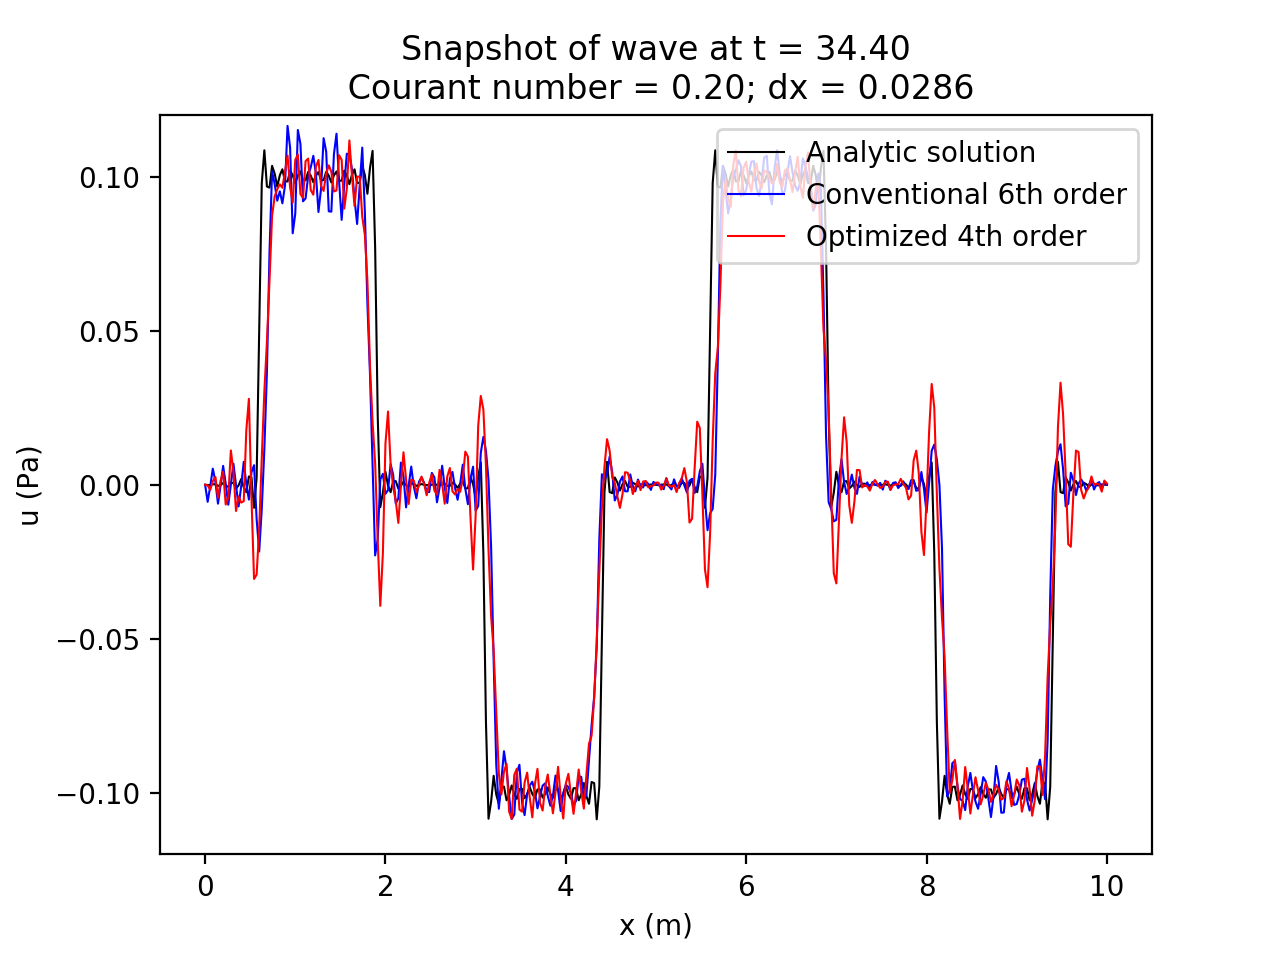 Snapshot of wave at t = 34.40
Courant number = 0.20; dx = 0.0286
Analytic solution
Conventional 6th order
Optimized 4th order
0.10
0.05
0.00
−0.05
−0.10
u (Pa)
0 2 4 6 8 10
x (m)